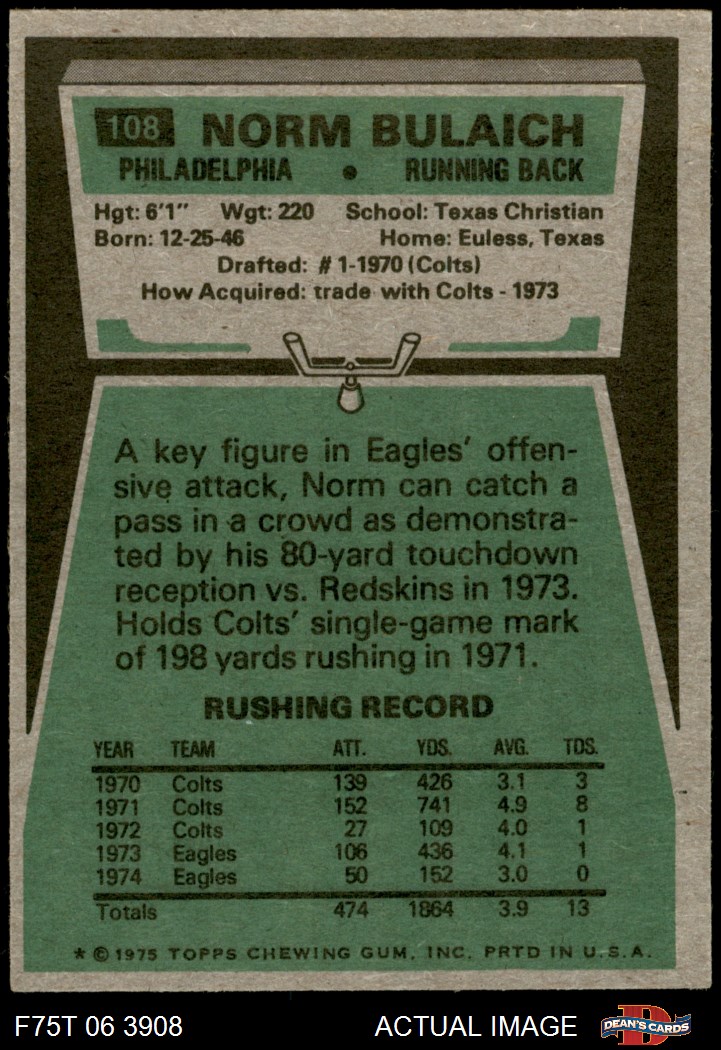 108 NORM BULAICH
PHILADELPHIA • RUNNING BACK
Hgt: 6'1" Wgt: 220 School: Texas Christian
Born: 12-25-46 Home: Euless, Texas
Drafted: # 1-1970 (Colts)
How Acquired: trade with Colts - 1973
A key figure in Eagles' offen-
sive attack, Norm can catch a
pass in a crowd as demonstra-
ted by his 80-yard touchdown
reception vs. Redskins in 1973.
Holds Colts' single-game mark
of 198 yards rushing in 1971.
RUSHING RECORD
YEAR TEAM ATT. YDS. AVG. TDS.
1970 Colts 139 426 3.1 3
1971 Colts 152 741 4.9 8
1972 Colts 27 109 4.0 1
1973 Eagles 106 436 4.1 1
1974 Eagles 50 152 3.0 0
Totals 474 1864 3.9 13
* © 1975 TOPPS CHEWING GUM, INC. PRTD IN U.S.A.
F75T 06 3908 ACTUAL IMAGE D DEAN'S CARDS